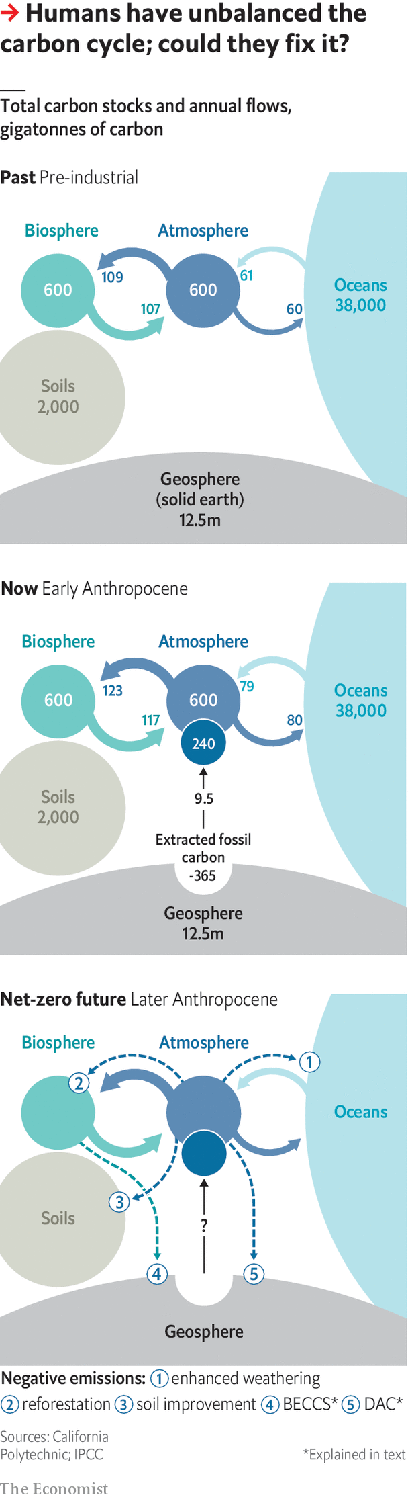 → Humans have unbalanced the
carbon cycle; could they fix it?
Total carbon stocks and annual flows,
gigatonnes of carbon
Past Pre-industrial
Biosphere
Atmosphere
109
61
600
600
Oceans
38,000
107
60
Soils
2,000
Geosphere
(solid earth)
12.5m
Now Early Anthropocene
Biosphere
Atmosphere
123
79
600
600
Oceans
38,000
117
80
240
Soils
2,000
9.5
Extracted fossil
carbon
-365
Geosphere
12.5m
Net-zero future Later Anthropocene
Biosphere
Atmosphere
1
2
Oceans
3
Soils
?
4
5
Geosphere
Negative emissions: 1 enhanced weathering
2 reforestation 3 soil improvement 4 BECCS* 5 DAC*
Sources: California
Polytechnic; IPCC
*Explained in text
The Economist